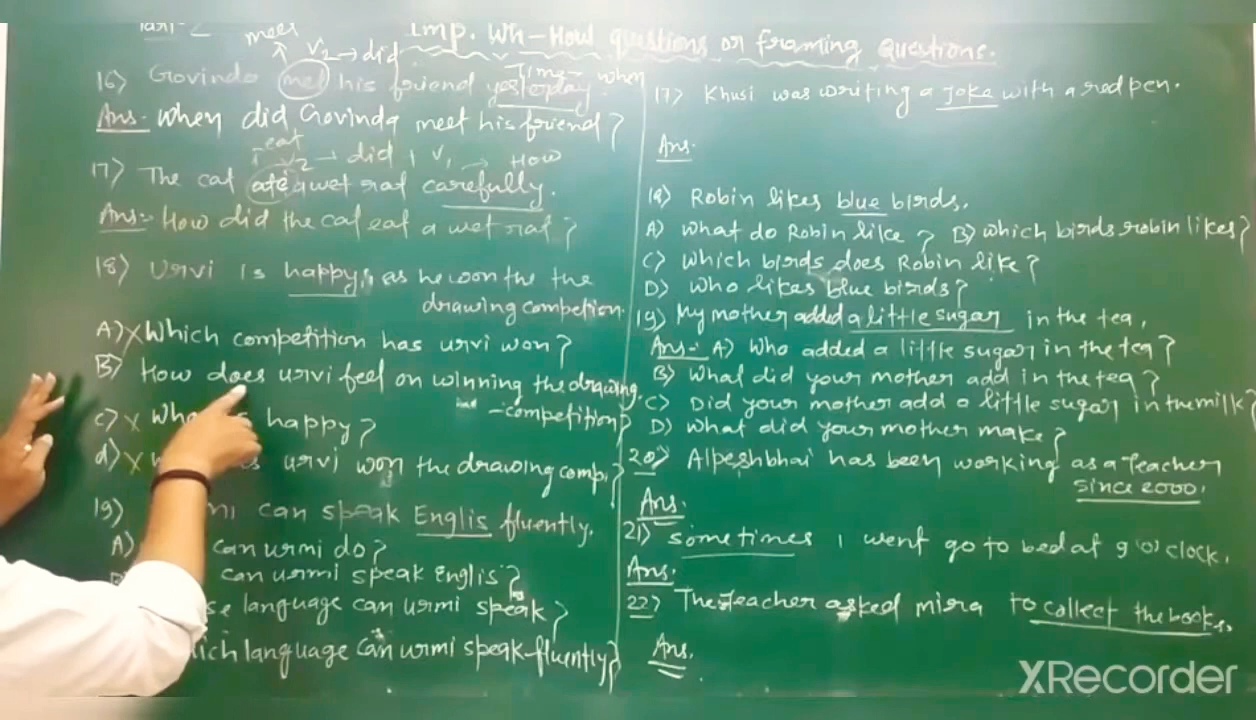 Imp. Wh-How questions or framing Questions.
meet
V2 → did
16) Govinda met his friend yesterday.
Time - when
Ans:- When did Govinda meet his friend?
eat
V2 → did, V1 → How
17) The cat ate a wet rat carefully.
Ans:- How did the cat eat a wet rat?
18) Urvi is happy, as he won the the
drawing competion.
A) X Which competition has urvi won?
B) How does urvi feel on winning the drawing
-competition?
C) X happy?
d) X urvi won the drawing comp?
19) can speak Englis fluently.
A) can urmi do?
can urmi speak Englis?
language can urmi speak?
language can urmi speak fluently?
17) Khusi was writing a joke with a red pen.
Ans.
18) Robin likes blue birds.
A) What do Robin like? B) which birds robin likes?
C) Which birds does Robin like?
D) Who likes blue birds?
19) My mother added a little sugar in the tea,
Ans:- A) Who added a little sugar in the tea?
B) What did your mother add in the tea?
C) Did your mother add a little sugar in the milk?
D) What did your mother make?
20) Alpeshbhai has been working as a Teacher
since 2000.
Ans.
21) sometimes I went go to bed at 9 'O' clock.
Ans.
22) The teacher asked mira to collect the books.
Ans.
XRecorder